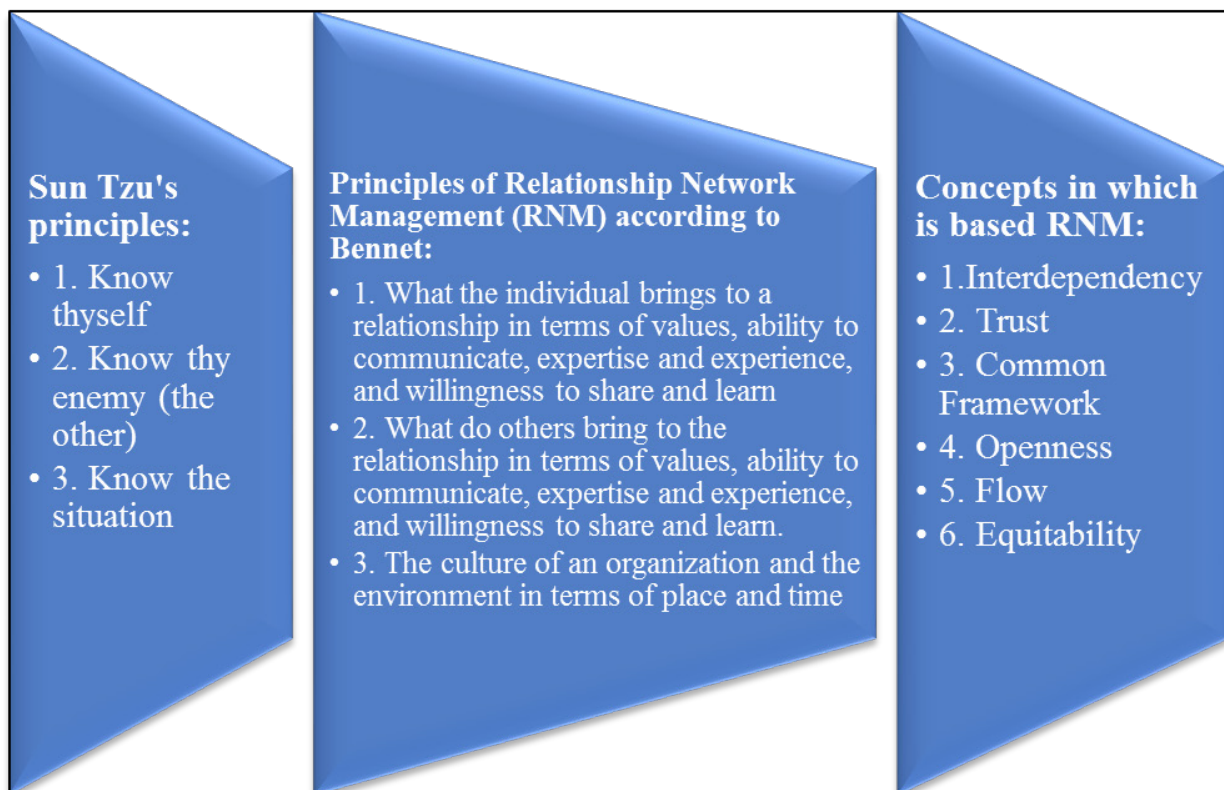 Sun Tzu's
principles:
• 1. Know
thyself
• 2. Know thy
enemy (the
other)
• 3. Know the
situation
Principles of Relationship Network
Management (RNM) according to
Bennet:
• 1. What the individual brings to a
relationship in terms of values, ability to
communicate, expertise and experience,
and willingness to share and learn
• 2. What do others bring to the
relationship in terms of values, ability to
communicate, expertise and experience,
and willingness to share and learn.
• 3. The culture of an organization and the
environment in terms of place and time
Concepts in which
is based RNM:
• 1.Interdependency
• 2. Trust
• 3. Common
Framework
• 4. Openness
• 5. Flow
• 6. Equitability